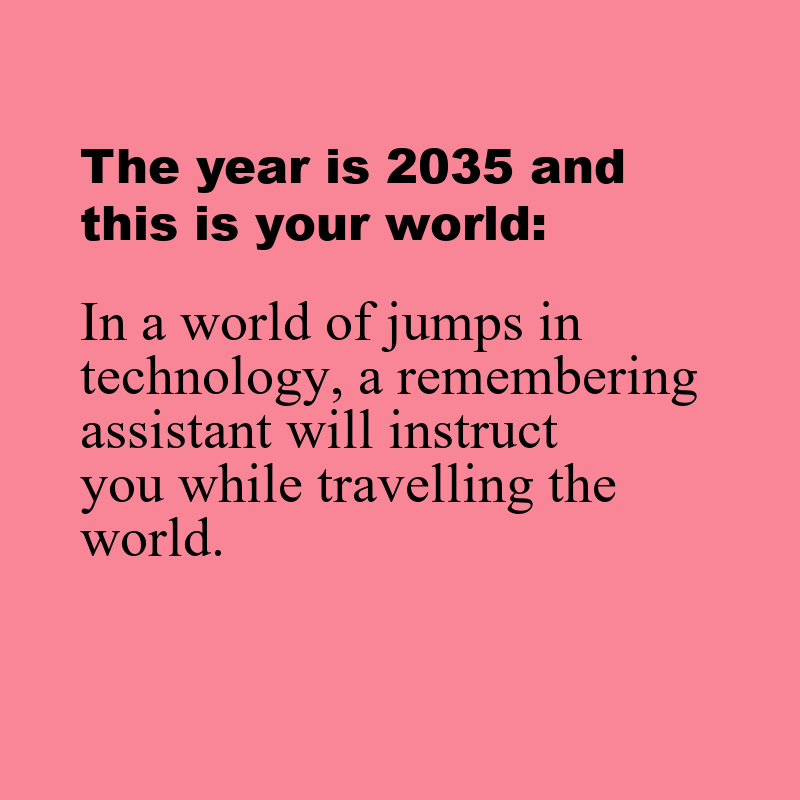 The year is 2035 and
this is your world:
In a world of jumps in
technology, a remembering
assistant will instruct
you while travelling the
world.